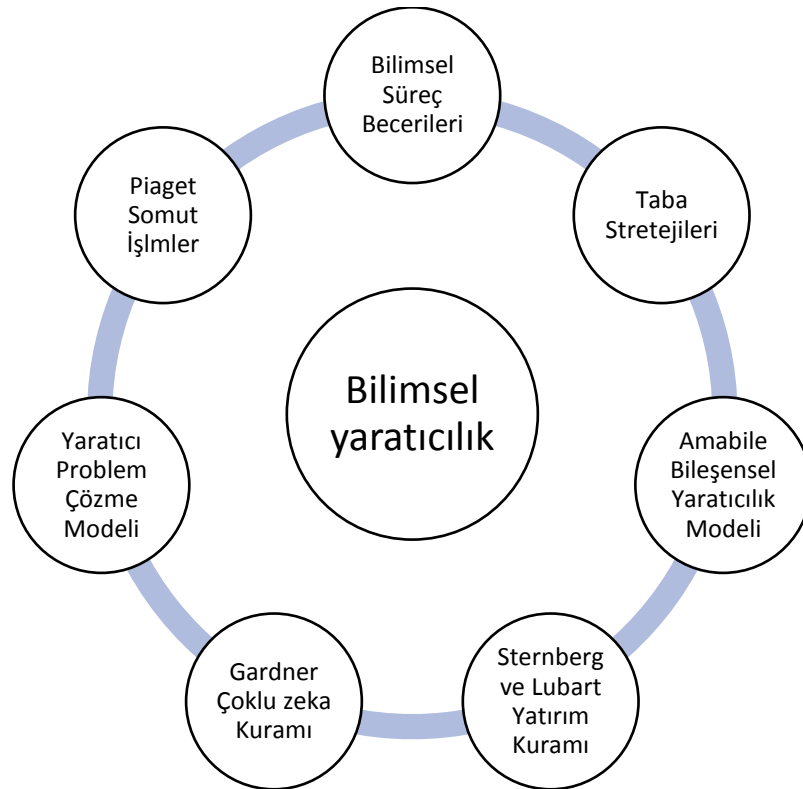 Bilimsel
Süreç
Becerileri
Taba
Stretejileri
Amabile
Bileşensel
Yaratıcılık
Modeli
Sternberg
ve Lubart
Yatırım
Kuramı
Gardner
Çoklu zeka
Kuramı
Yaratıcı
Problem
Çözme
Modeli
Piaget
Somut
İşlmler
Bilimsel
yaratıcılık